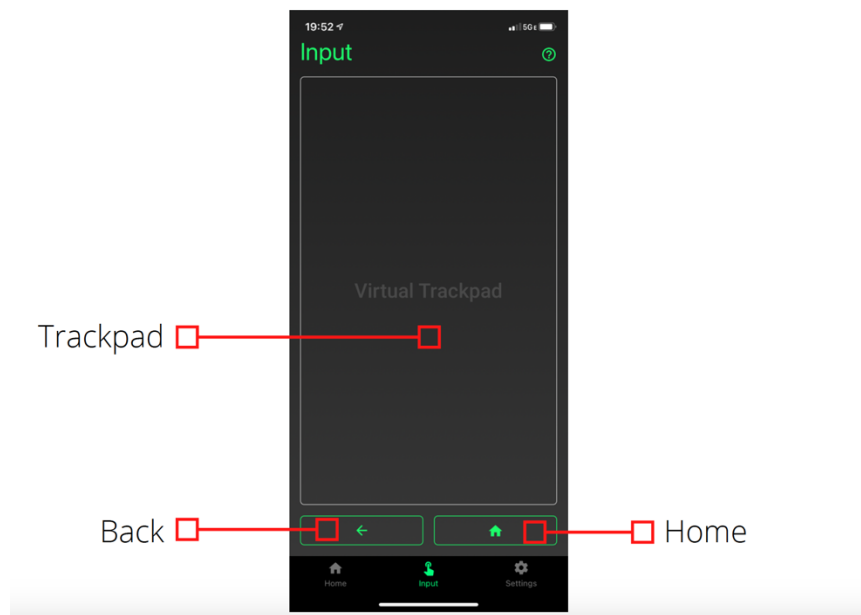 19:52 5G E
Input
Virtual Trackpad
Trackpad
Back
Home
Home Input Settings